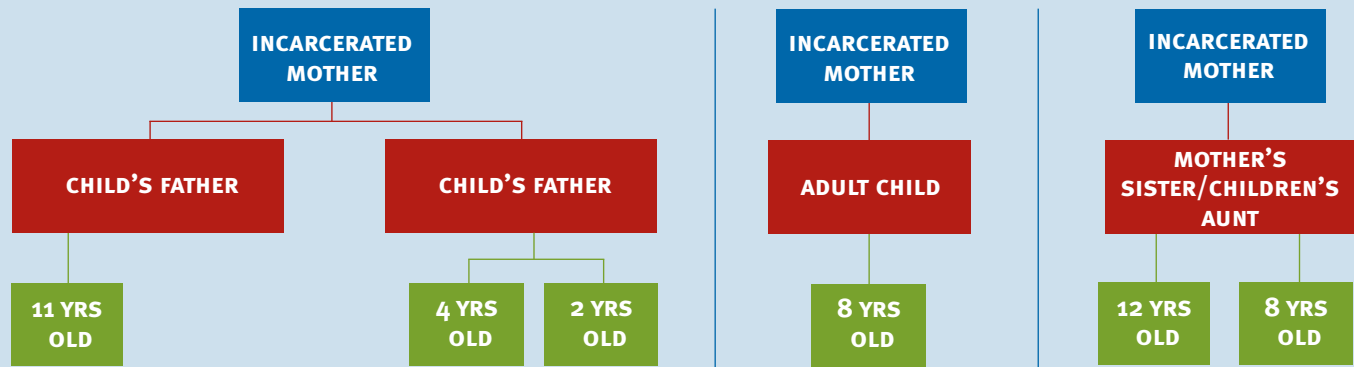 INCARCERATED
MOTHER
CHILD'S FATHER
CHILD'S FATHER
11 YRS
OLD
4 YRS
OLD
2 YRS
OLD
INCARCERATED
MOTHER
ADULT CHILD
8 YRS
OLD
INCARCERATED
MOTHER
MOTHER'S
SISTER/CHILDREN'S
AUNT
12 YRS
OLD
8 YRS
OLD